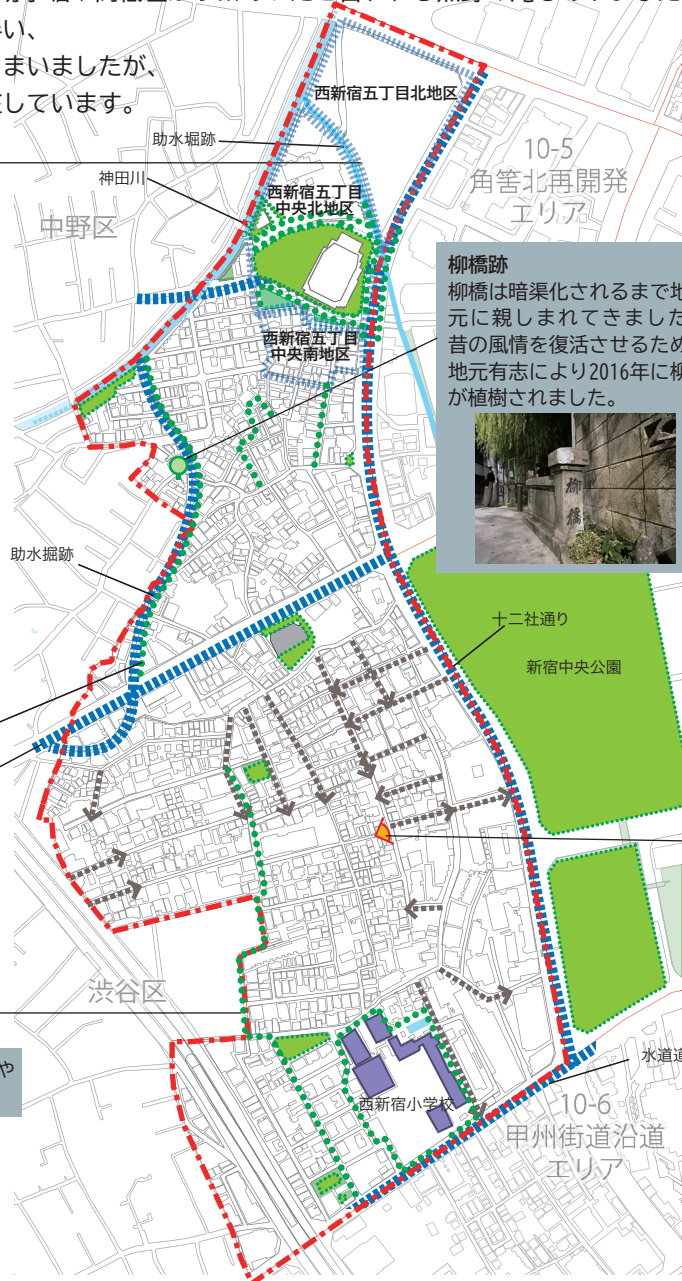 い、
まいましたが、
しています。
西新宿五丁目北地区
助水堀跡
10-5
角筈北再開発
エリア
神田川
西新宿五丁目
中央北地区
中野区
柳橋跡
柳橋は暗渠化されるまで地
元に親しまれてきました
昔の風情を復活させるため
地元有志により2016年に柳
が植樹されました。
柳橋
西新宿五丁目
中央南地区
助水掘跡
十二社通り
新宿中央公園
渋谷区
や
水道道
西新宿小学校
10-6
甲州街道沿道
エリア